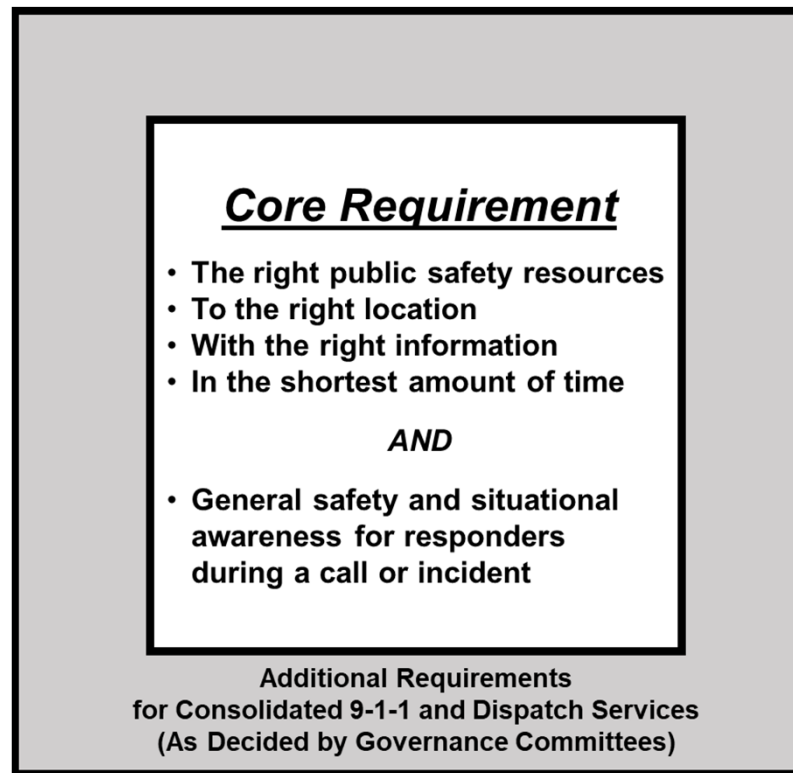 Core Requirement
• The right public safety resources
• To the right location
• With the right information
• In the shortest amount of time
AND
• General safety and situational
awareness for responders
during a call or incident
Additional Requirements
for Consolidated 9-1-1 and Dispatch Services
(As Decided by Governance Committees)